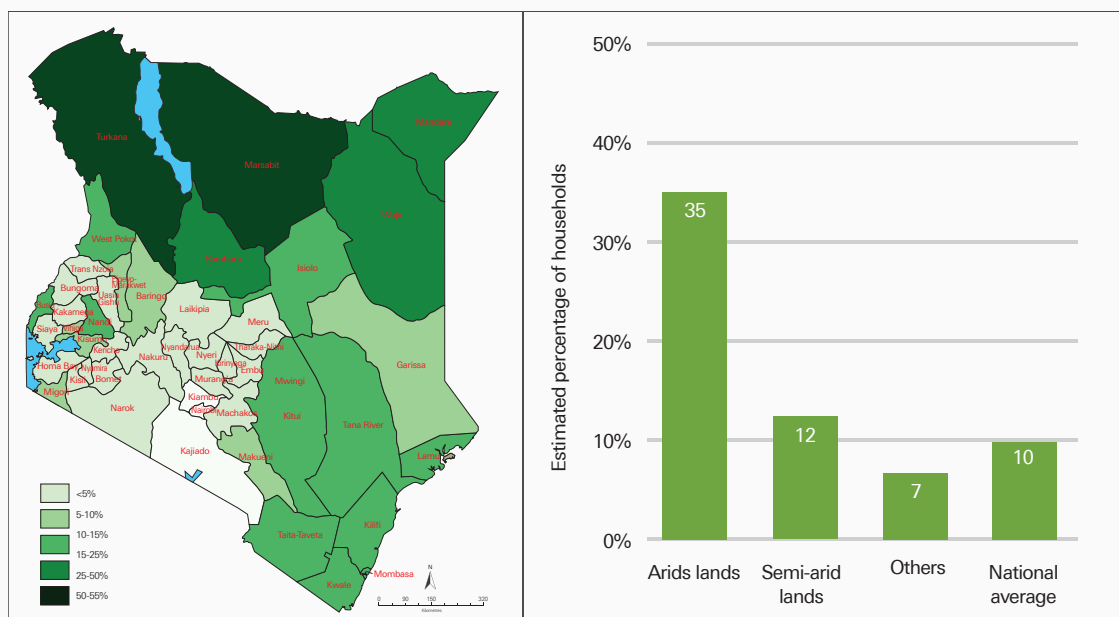 Turkana
Marsabit
Mandera
Wajir
West Pokot
Samburu
Isiolo
Trans Nzoia
Bungoma
Uasin
Gishu
Elgeyo-
Marakwet
Baringo
Busia
Kakamega
Nandi
Laikipia
Meru
Siaya
Vihiga
Kisumu
Kericho
Nakuru
Nyandarua
Nyeri
Kirinyaga
Tharaka-Nithi
Embu
Garissa
Homa Bay
Kisii
Nyamira
Bomet
Muranga
Mwingi
Migori
Narok
Kiambu
Nairobi
Machakos
Kitui
Tana River
Kajiado
Makueni
Lamu
Taita-Taveta
Kilifi
Kwale
Mombasa
<5%
5-10%
10-15%
15-25%
25-50%
50-55%
N
0 90 150 320
Kilometres
Estimated percentage of households
50%
40%
30%
20%
10%
0%
35
12
7
10
Arids lands
Semi-arid
lands
Others
National
average